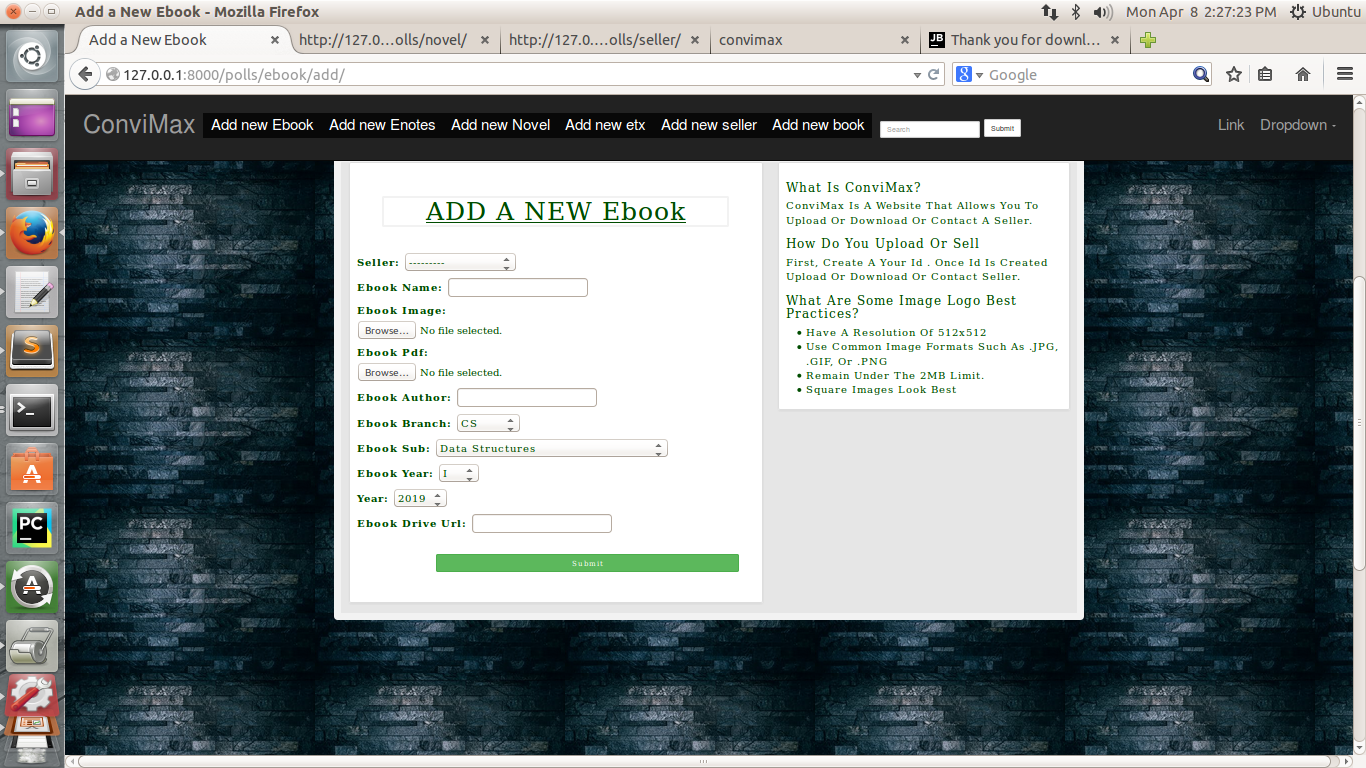 Add a New Ebook - Mozilla Firefox
Mon Apr 8 2:27:23 PM Ubuntu
Add a New Ebook
http://127.0...olls/novel/
http://127.0....olls/seller/
convimax
JB Thank you for downl...
127.0.0.1:8000/polls/ebook/add/
8 Google
ConviMax
Add new Ebook Add new Enotes Add new Novel Add new etx Add new seller Add new book
Search Submit
Link Dropdown
ADD A NEW Ebook
Seller: ---------
Ebook Name:
Ebook Image:
Browse... No file selected.
Ebook Pdf:
Browse... No file selected.
Ebook Author:
Ebook Branch: CS
Ebook Sub: Data Structures
Ebook Year: I
Year: 2019
Ebook Drive Url:
Submit
What Is ConviMax?
ConviMax Is A Website That Allows You To
Upload Or Download Or Contact A Seller.
How Do You Upload Or Sell
First, Create A Your Id . Once Id Is Created
Upload Or Download Or Contact Seller.
What Are Some Image Logo Best
Practices?
Have A Resolution Of 512x512
Use Common Image Formats Such As .JPG,
.GIF, Or .PNG
Remain Under The 2MB Limit.
Square Images Look Best
S
>_
A
PC
A